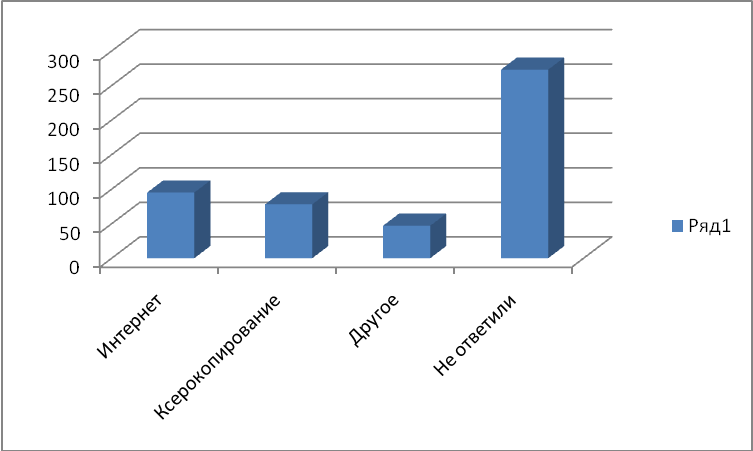 300
250
200
150
100
50
0
Интернет
Ксерокопирование
Другое
Не ответили
Ряд1